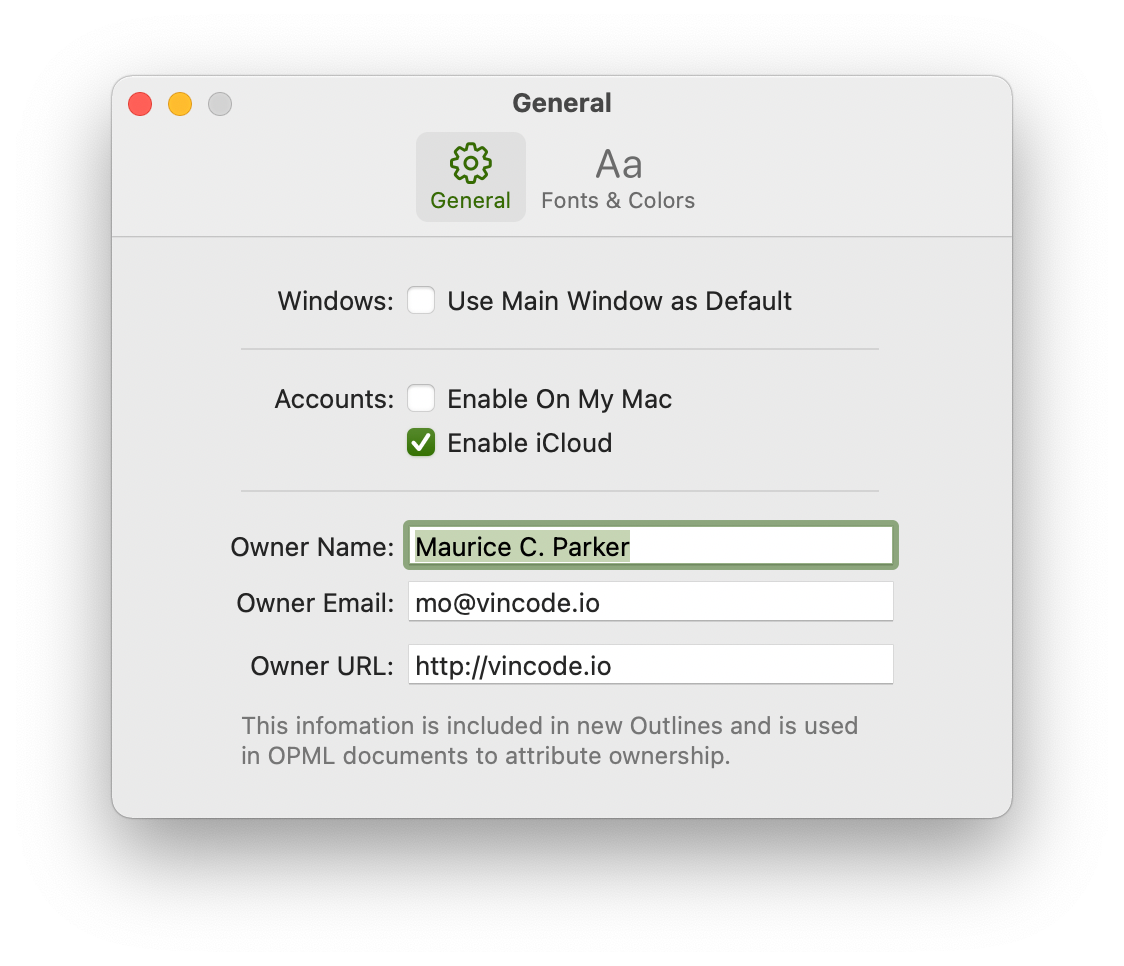 General
General
Aa
Fonts & Colors
Windows: Use Main Window as Default
Accounts: Enable On My Mac
Enable iCloud
Owner Name: Maurice C. Parker
Owner Email: mo@vincode.io
Owner URL: http://vincode.io
This infomation is included in new Outlines and is used
in OPML documents to attribute ownership.